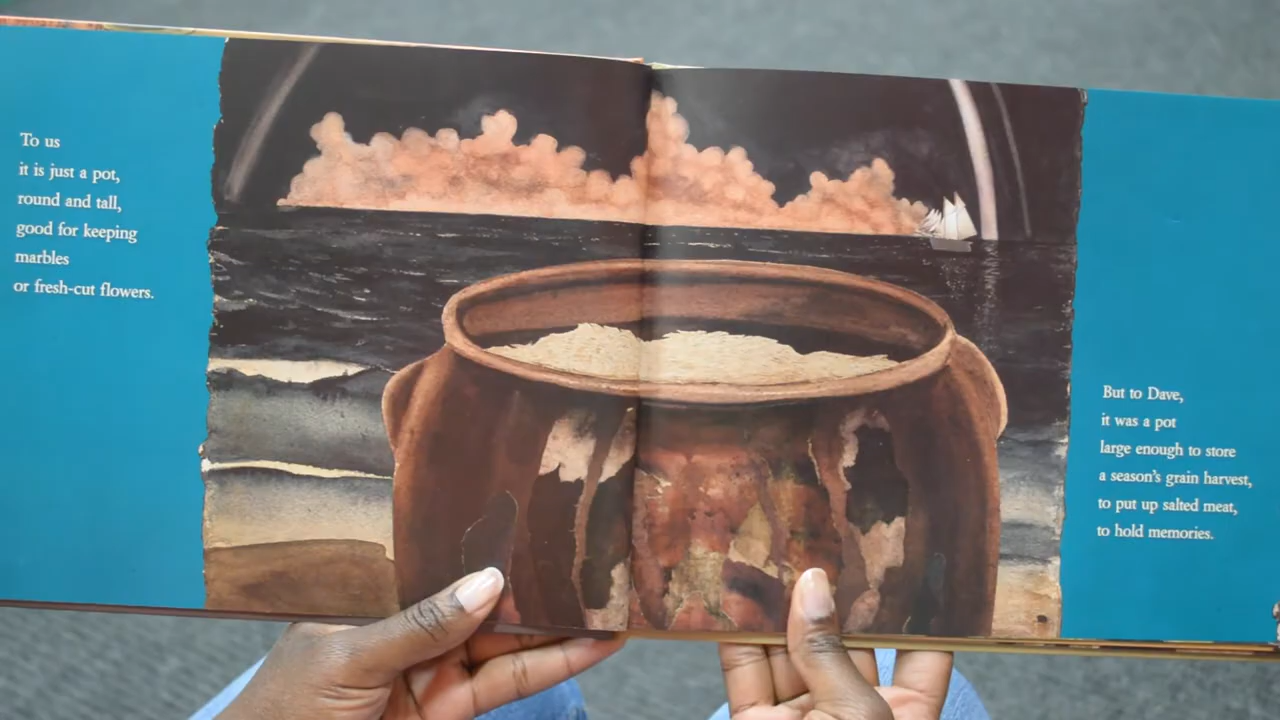 To us
it is just a pot,
round and tall,
good for keeping
marbles
or fresh-cut flowers.
But to Dave,
it was a pot
large enough to store
a season's grain harvest,
to put up salted meat,
to hold memories.